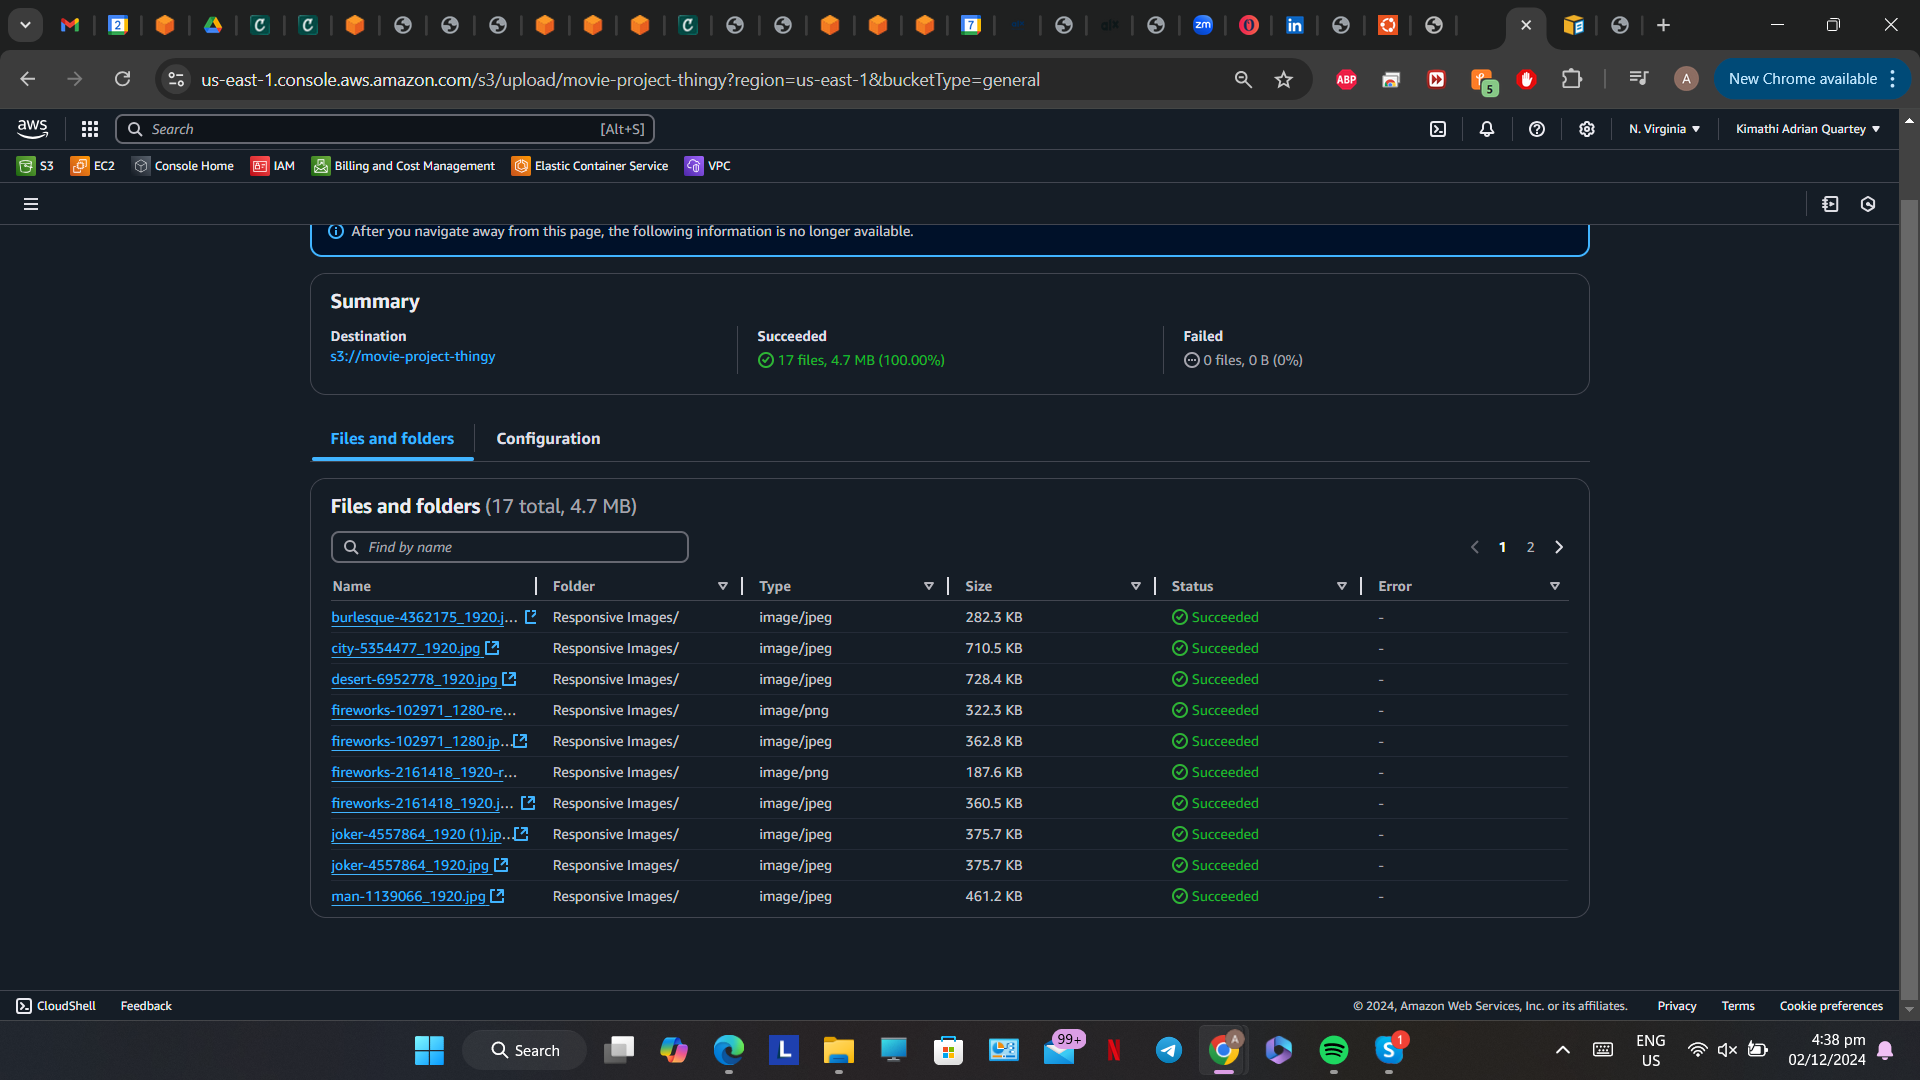 us-east-1.console.aws.amazon.com/s3/upload/movie-project-thingy?region=us-east-1&bucketType=general
ABP
5
A
New Chrome available
aws
Search
[Alt+S]
N. Virginia
Kimathi Adrian Quartey
S3
EC2
Console Home
IAM
Billing and Cost Management
Elastic Container Service
VPC
After you navigate away from this page, the following information is no longer available.
Summary
Destination
s3://movie-project-thingy
Succeeded
17 files, 4.7 MB (100.00%)
Failed
0 files, 0 B (0%)
Files and folders
Configuration
Files and folders (17 total, 4.7 MB)
Find by name
1 2
Name Folder Type Size Status Error
burlesque-4362175_1920.j... Responsive Images/ image/jpeg 282.3 KB Succeeded -
city-5354477_1920.jpg Responsive Images/ image/jpeg 710.5 KB Succeeded -
desert-6952778_1920.jpg Responsive Images/ image/jpeg 728.4 KB Succeeded -
fireworks-102971_1280-re... Responsive Images/ image/png 322.3 KB Succeeded -
fireworks-102971_1280.jp... Responsive Images/ image/jpeg 362.8 KB Succeeded -
fireworks-2161418_1920-r... Responsive Images/ image/png 187.6 KB Succeeded -
fireworks-2161418_1920.j... Responsive Images/ image/jpeg 360.5 KB Succeeded -
joker-4557864_1920 (1).jp... Responsive Images/ image/jpeg 375.7 KB Succeeded -
joker-4557864_1920.jpg Responsive Images/ image/jpeg 375.7 KB Succeeded -
man-1139066_1920.jpg Responsive Images/ image/jpeg 461.2 KB Succeeded -
CloudShell
Feedback
© 2024, Amazon Web Services, Inc. or its affiliates.
Privacy
Terms
Cookie preferences
Search
L
99+
N
A
1
ENG
US
4:38 pm
02/12/2024